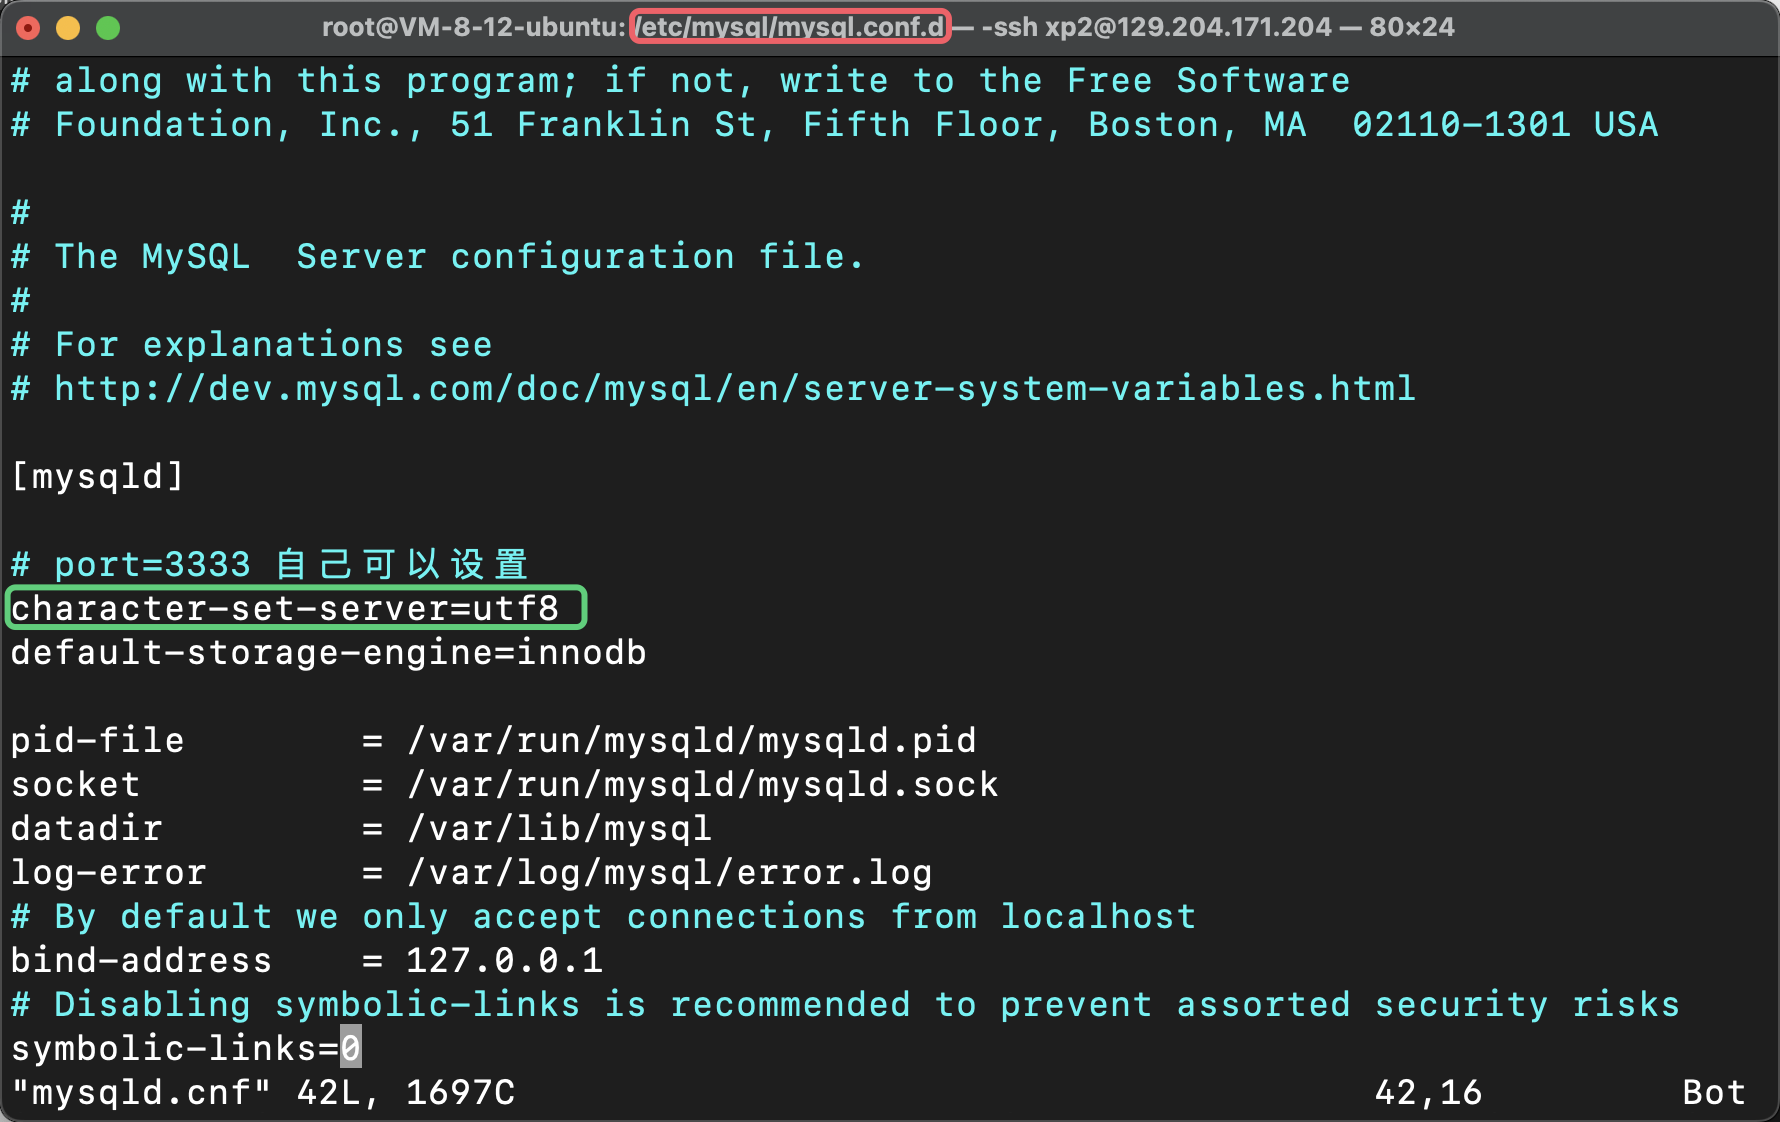 root@VM-8-12-ubuntu: /etc/mysql/mysql.conf.d — -ssh xp2@129.204.171.204 — 80×24
# along with this program; if not, write to the Free Software
# Foundation, Inc., 51 Franklin St, Fifth Floor, Boston, MA  02110-1301 USA
#
# The MySQL  Server configuration file.
#
# For explanations see
# http://dev.mysql.com/doc/mysql/en/server-system-variables.html
[mysqld]
# port=3333 自己可以设置
character-set-server=utf8
default-storage-engine=innodb
pid-file        = /var/run/mysqld/mysqld.pid
socket          = /var/run/mysqld/mysqld.sock
datadir         = /var/lib/mysql
log-error       = /var/log/mysql/error.log
# By default we only accept connections from localhost
bind-address    = 127.0.0.1
# Disabling symbolic-links is recommended to prevent assorted security risks
symbolic-links=0
"mysqld.cnf" 42L, 1697C                                       42,16         Bot